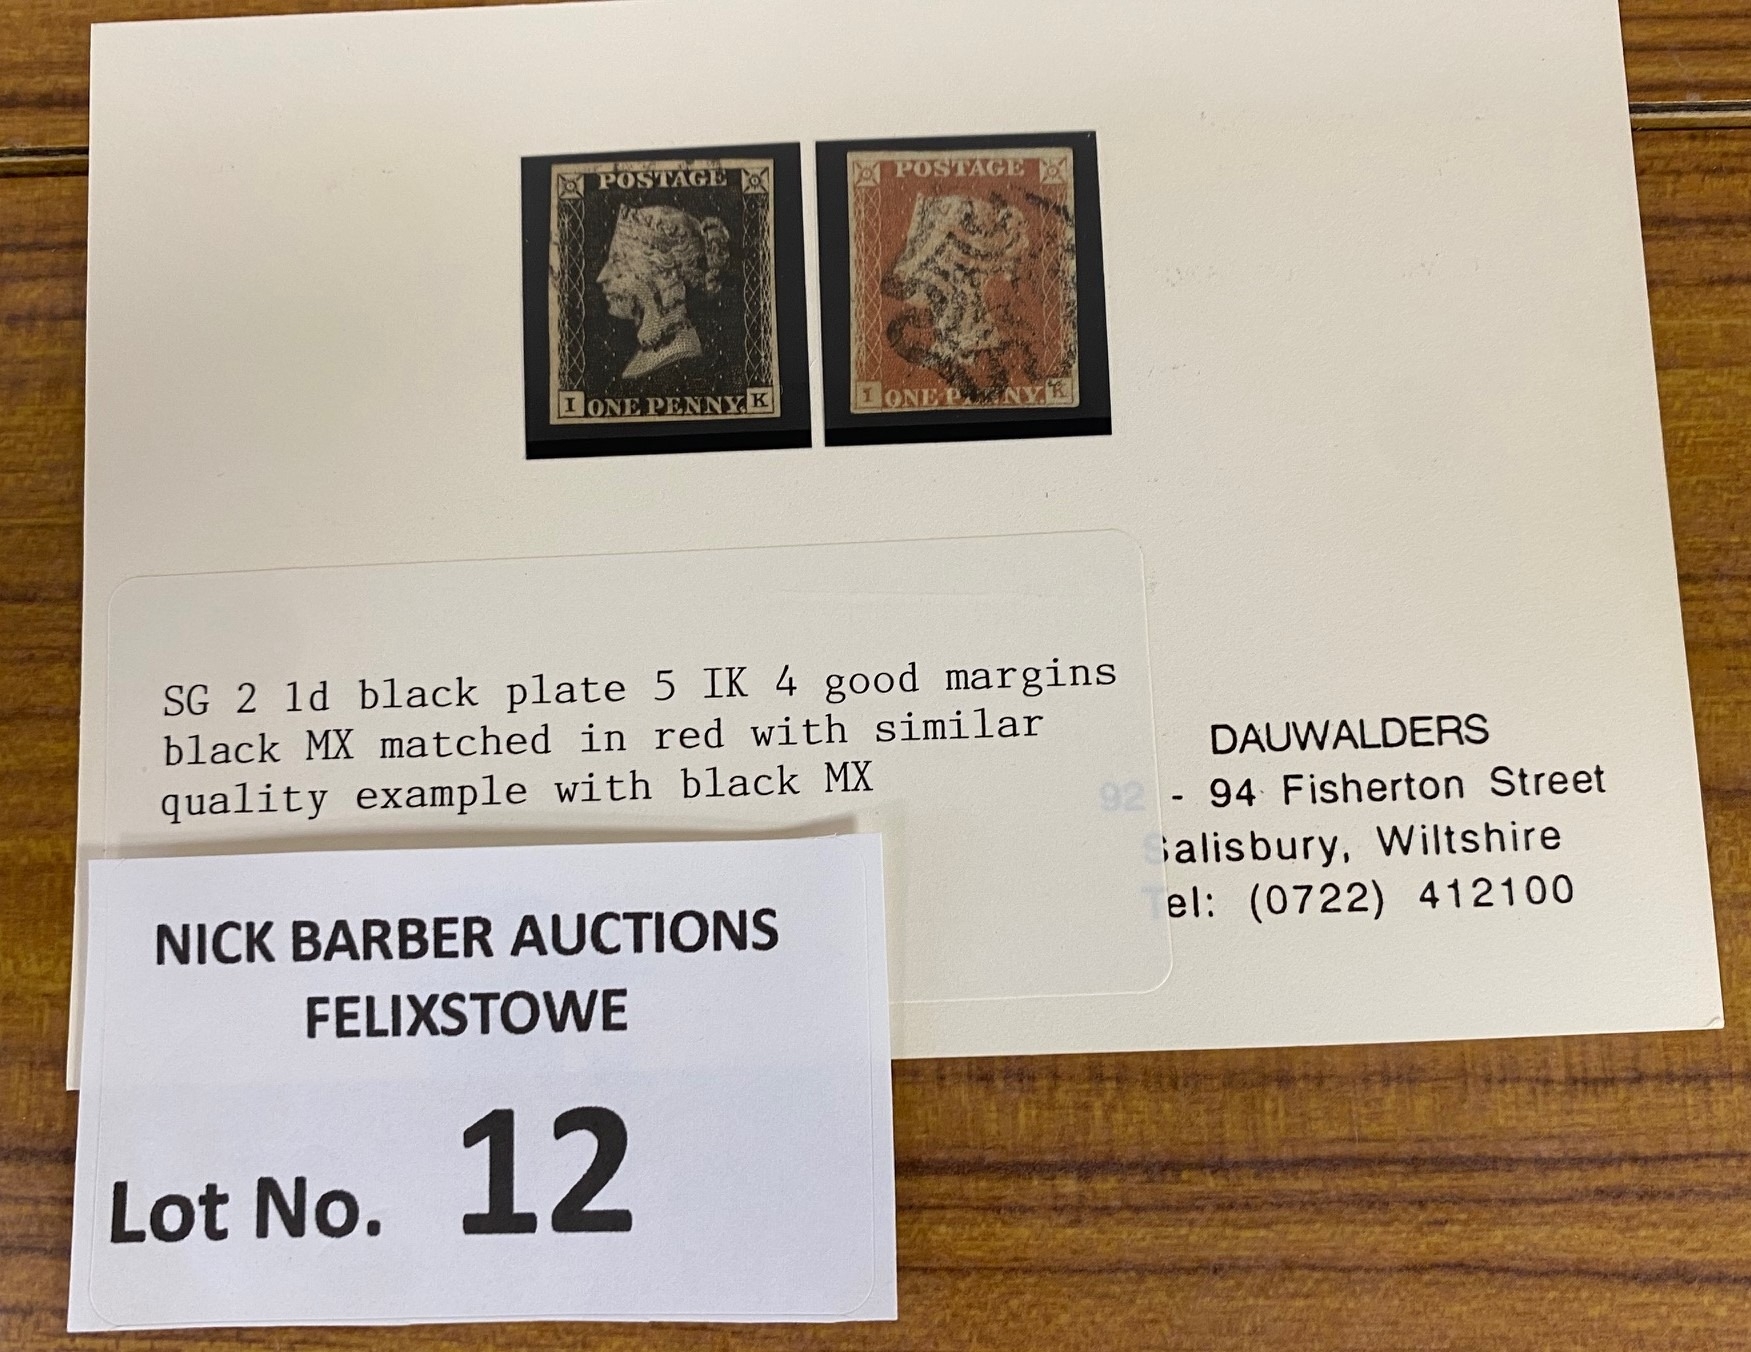 POSTAGE
I ONE PENNY. K
POSTAGE
I ONE PENNY. K
SG 2 1d black plate 5 IK 4 good margins
black MX matched in red with similar
quality example with black MX
DAUWALDERS
92 - 94 Fisherton Street
Salisbury, Wiltshire
Tel: (0722) 412100
NICK BARBER AUCTIONS
FELIXSTOWE
Lot No. 12